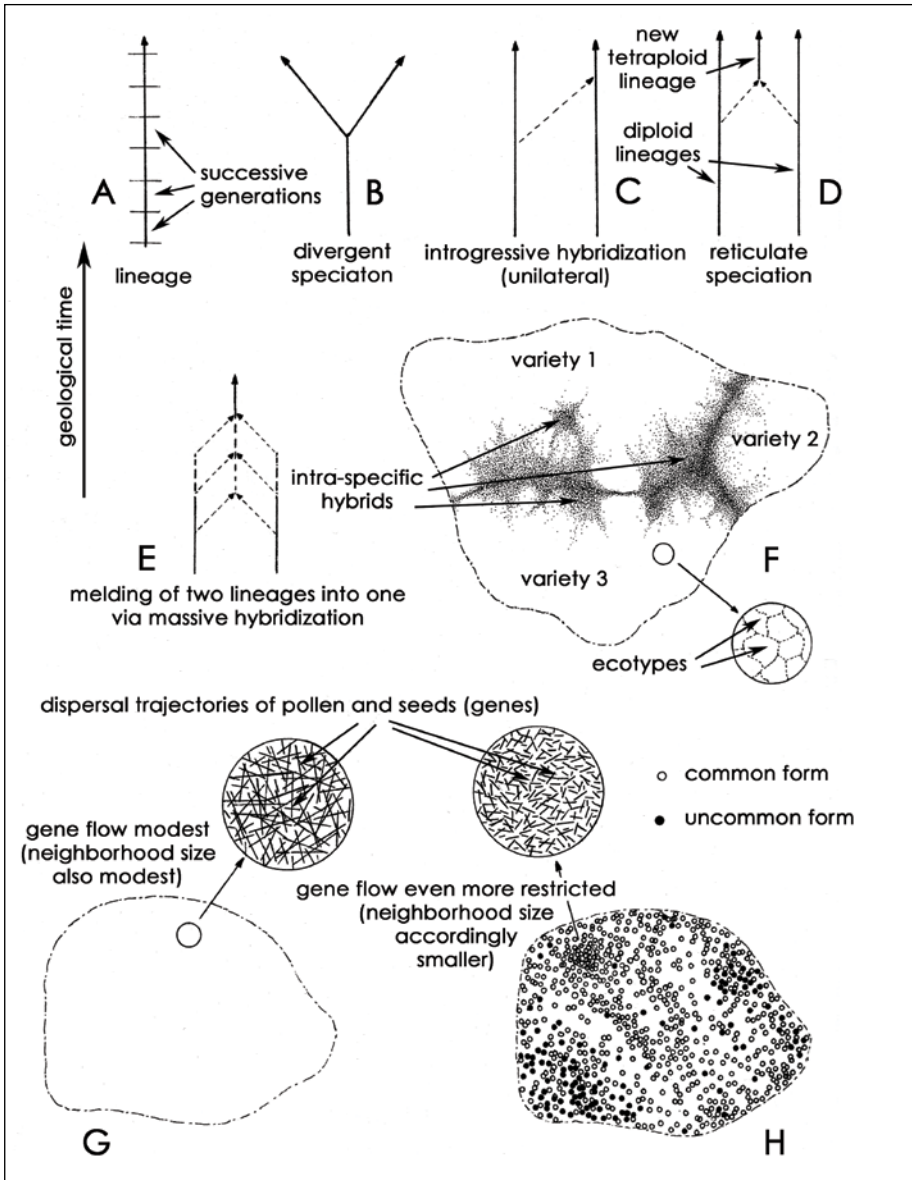 new
tetraploid
lineage
A
successive
generations
lineage
B
divergent
speciaton
diploid
lineages
C
introgressive hybridization
(unilateral)
D
reticulate
speciation
geological time
variety 1
variety 2
intra-specific
hybrids
variety 3
E
melding of two lineages into one
via massive hybridization
F
ecotypes
dispersal trajectories of pollen and seeds (genes)
common form
uncommon form
gene flow modest
(neighborhood size
also modest)
gene flow even more restricted
(neighborhood size
accordingly
smaller)
G
H